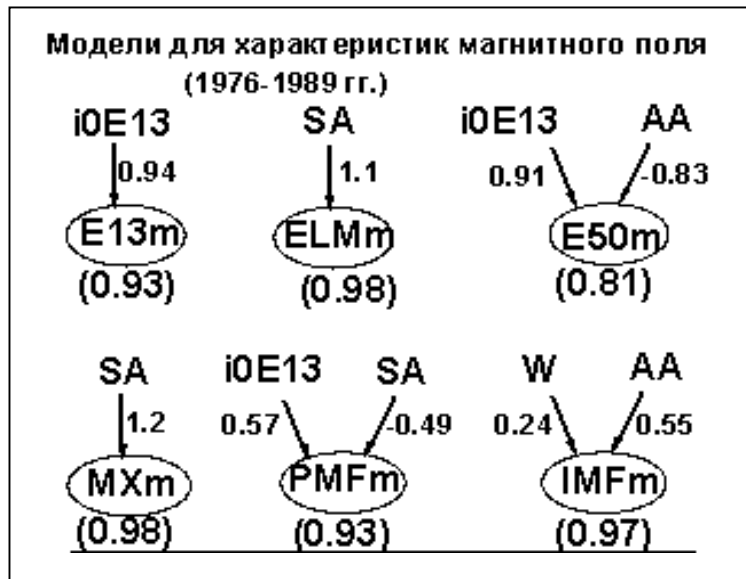 Модели для характеристик магнитного поля
(1976-1989 гг.)
i0E13 SA i0E13 AA
0.94 1.1 0.91 -0.83
E13m ELMm E50m
(0.93) (0.98) (0.81)
SA i0E13 SA W AA
1.2 0.57 -0.49 0.24 0.55
MXm PMFm IMFm
(0.98) (0.93) (0.97)